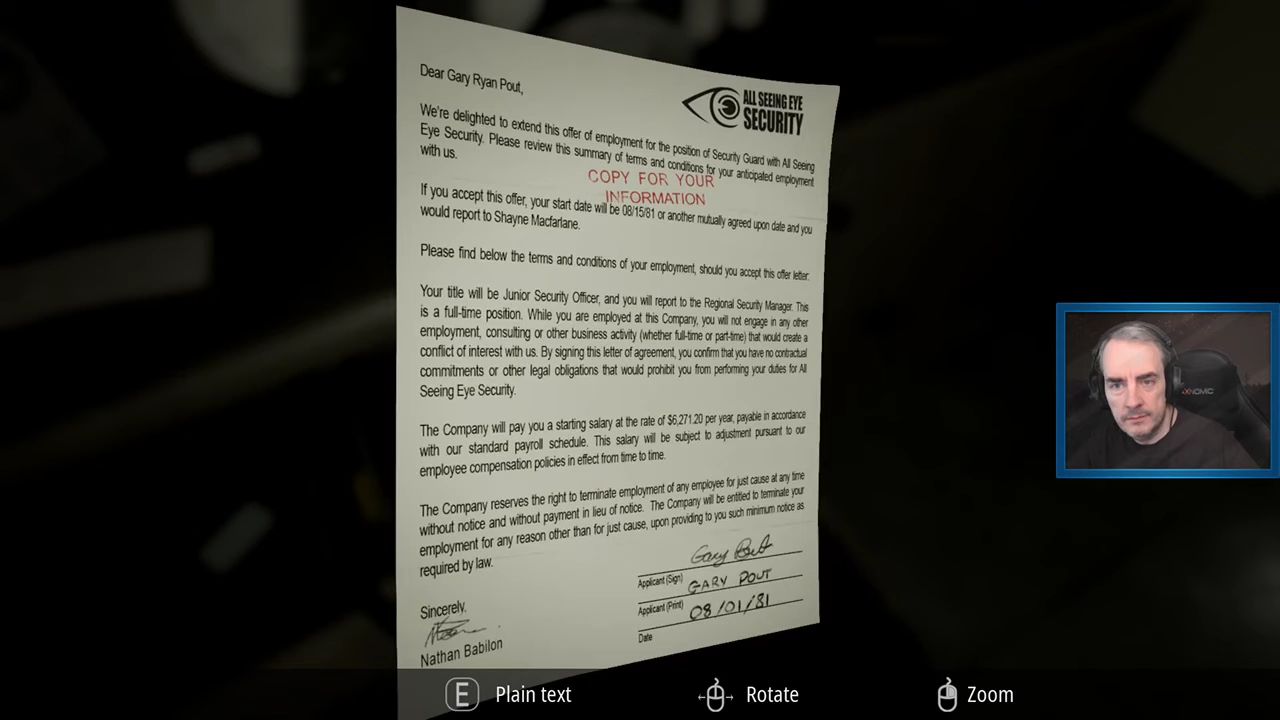 Dear Gary Ryan Pout,
ALL SEEING EYE
SECURITY
We're delighted to extend this offer of employment for the position of Security Guard with All Seeing
Eye Security. Please review this summary of terms and conditions for your anticipated employment
with us.
COPY FOR YOUR
INFORMATION
If you accept this offer, your start date will be 08/15/81 or another mutually agreed upon date and you
would report to Shayne Macfarlane.
Please find below the terms and conditions of your employment, should you accept this offer letter:
Your title will be Junior Security Officer, and you will report to the Regional Security Manager. This
is a full-time position. While you are employed at this Company, you will not engage in any other
employment, consulting or other business activity (whether full-time or part-time) that would create a
conflict of interest with us. By signing this letter of agreement, you confirm that you have no contractual
commitments or other legal obligations that would prohibit you from performing your duties for All
Seeing Eye Security.
The Company will pay you a starting salary at the rate of $6,271.20 per year, payable in accordance
with our standard payroll schedule. This salary will be subject to adjustment pursuant to our
employee compensation policies in effect from time to time.
The Company reserves the right to terminate employment of any employee for just cause at any time
without notice and without payment in lieu of notice. The Company will be entitled to terminate your
employment for any reason other than for just cause, upon providing to you such minimum notice as
required by law.
Gary Pout
Applicant (Sign)
GARY POUT
Applicant (Print)
08/01/81
Date
Sincerely,
Nathan Babilon
E Plain text
Rotate
Zoom